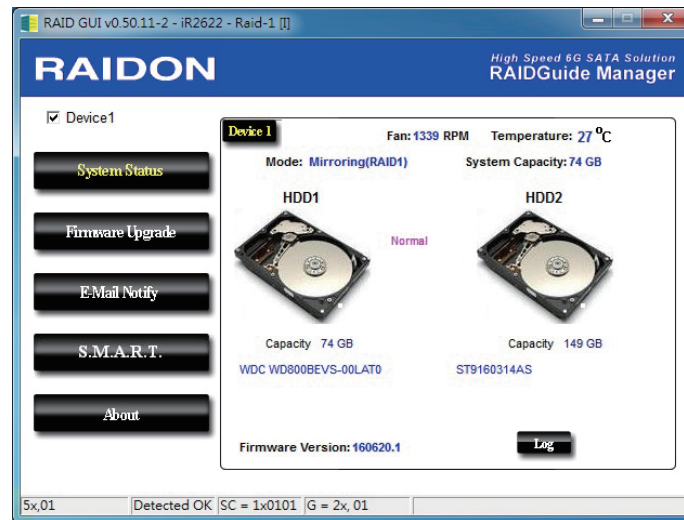 RAID GUI v0.50.11-2 - iR2622 - Raid-1 [I]
RAIDON
High Speed 6G SATA Solution
RAIDGuide Manager
Device1
System Status
Firmware Upgrade
E-Mail Notify
S.M.A.R.T.
About
Device 1
Fan: 1339 RPM Temperature: 27 °C
Mode: Mirroring(RAID1) System Capacity: 74 GB
HDD1 HDD2
Normal
Capacity 74 GB Capacity 149 GB
WDC WD800BEVS-00LAT0 ST9160314AS
Firmware Version: 160620.1 Log
5x,01 Detected OK SC = 1x0101 G = 2x, 01